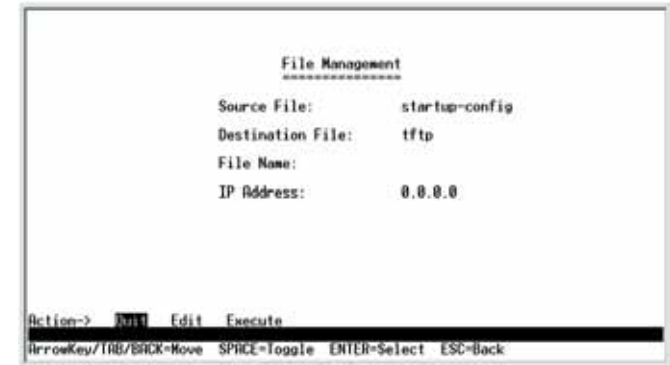 File Management
===============
Source File: startup-config
Destination File: tftp
File Name:
IP Address: 0.0.0.0
Action-> Quit Edit Execute
ArrowKey/TAB/BACK=Move SPACE=Toggle ENTER=Select ESC=Back